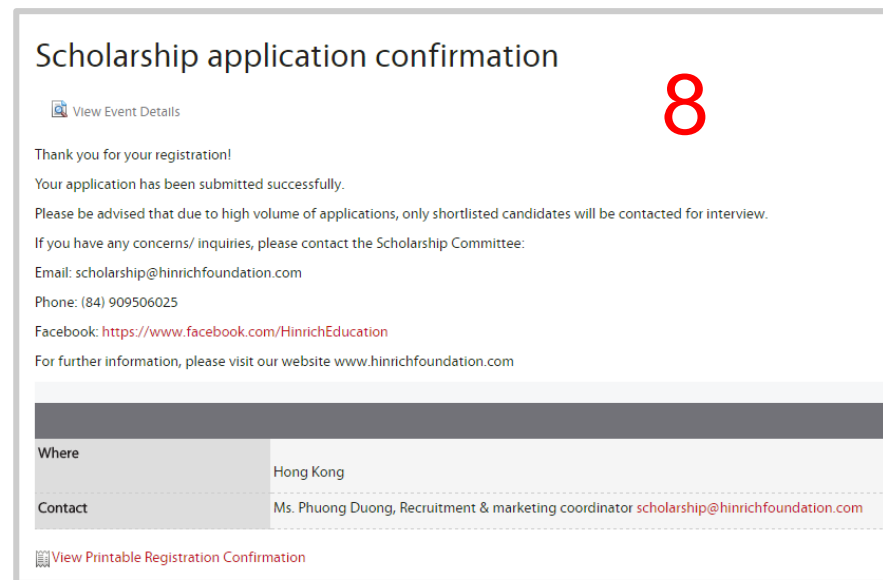 Scholarship application confirmation
8
View Event Details
Thank you for your registration!
Your application has been submitted successfully.
Please be advised that due to high volume of applications, only shortlisted candidates will be contacted for interview.
If you have any concerns/ inquiries, please contact the Scholarship Committee:
Email: scholarship@hinrichfoundation.com
Phone: (84) 909506025
Facebook: https://www.facebook.com/HinrichEducation
For further information, please visit our website www.hinrichfoundation.com
Where
Hong Kong
Contact Ms. Phuong Duong, Recruitment & marketing coordinator scholarship@hinrichfoundation.com
View Printable Registration Confirmation